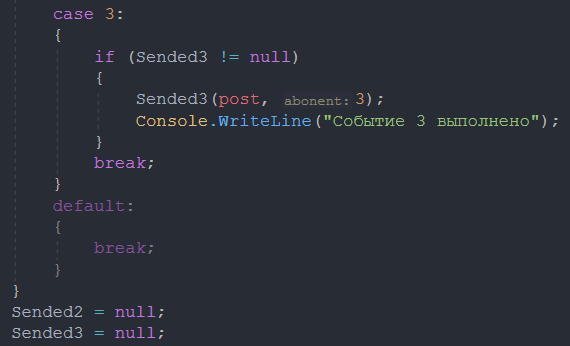 case 3:
{
if (Sended3 != null)
{
Sended3(post, abonent: 3);
Console.WriteLine("Событие 3 выполнено");
}
break;
}
default:
{
break;
}
}
Sended2 = null;
Sended3 = null;